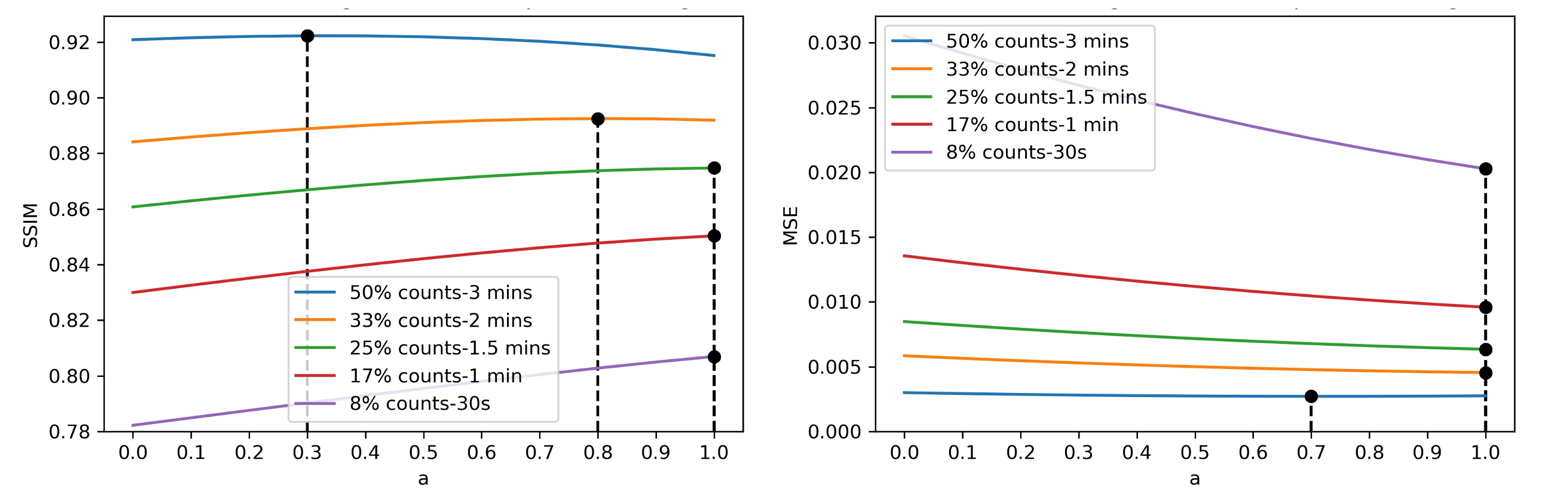 0.92
0.90
0.88
0.86
0.84
0.82
0.80
0.78
SSIM
50% counts-3 mins
33% counts-2 mins
25% counts-1.5 mins
17% counts-1 min
8% counts-30s
0.0 0.1 0.2 0.3 0.4 0.5 0.6 0.7 0.8 0.9 1.0
a
0.030
0.025
0.020
0.015
0.010
0.005
0.000
MSE
50% counts-3 mins
33% counts-2 mins
25% counts-1.5 mins
17% counts-1 min
8% counts-30s
0.0 0.1 0.2 0.3 0.4 0.5 0.6 0.7 0.8 0.9 1.0
a